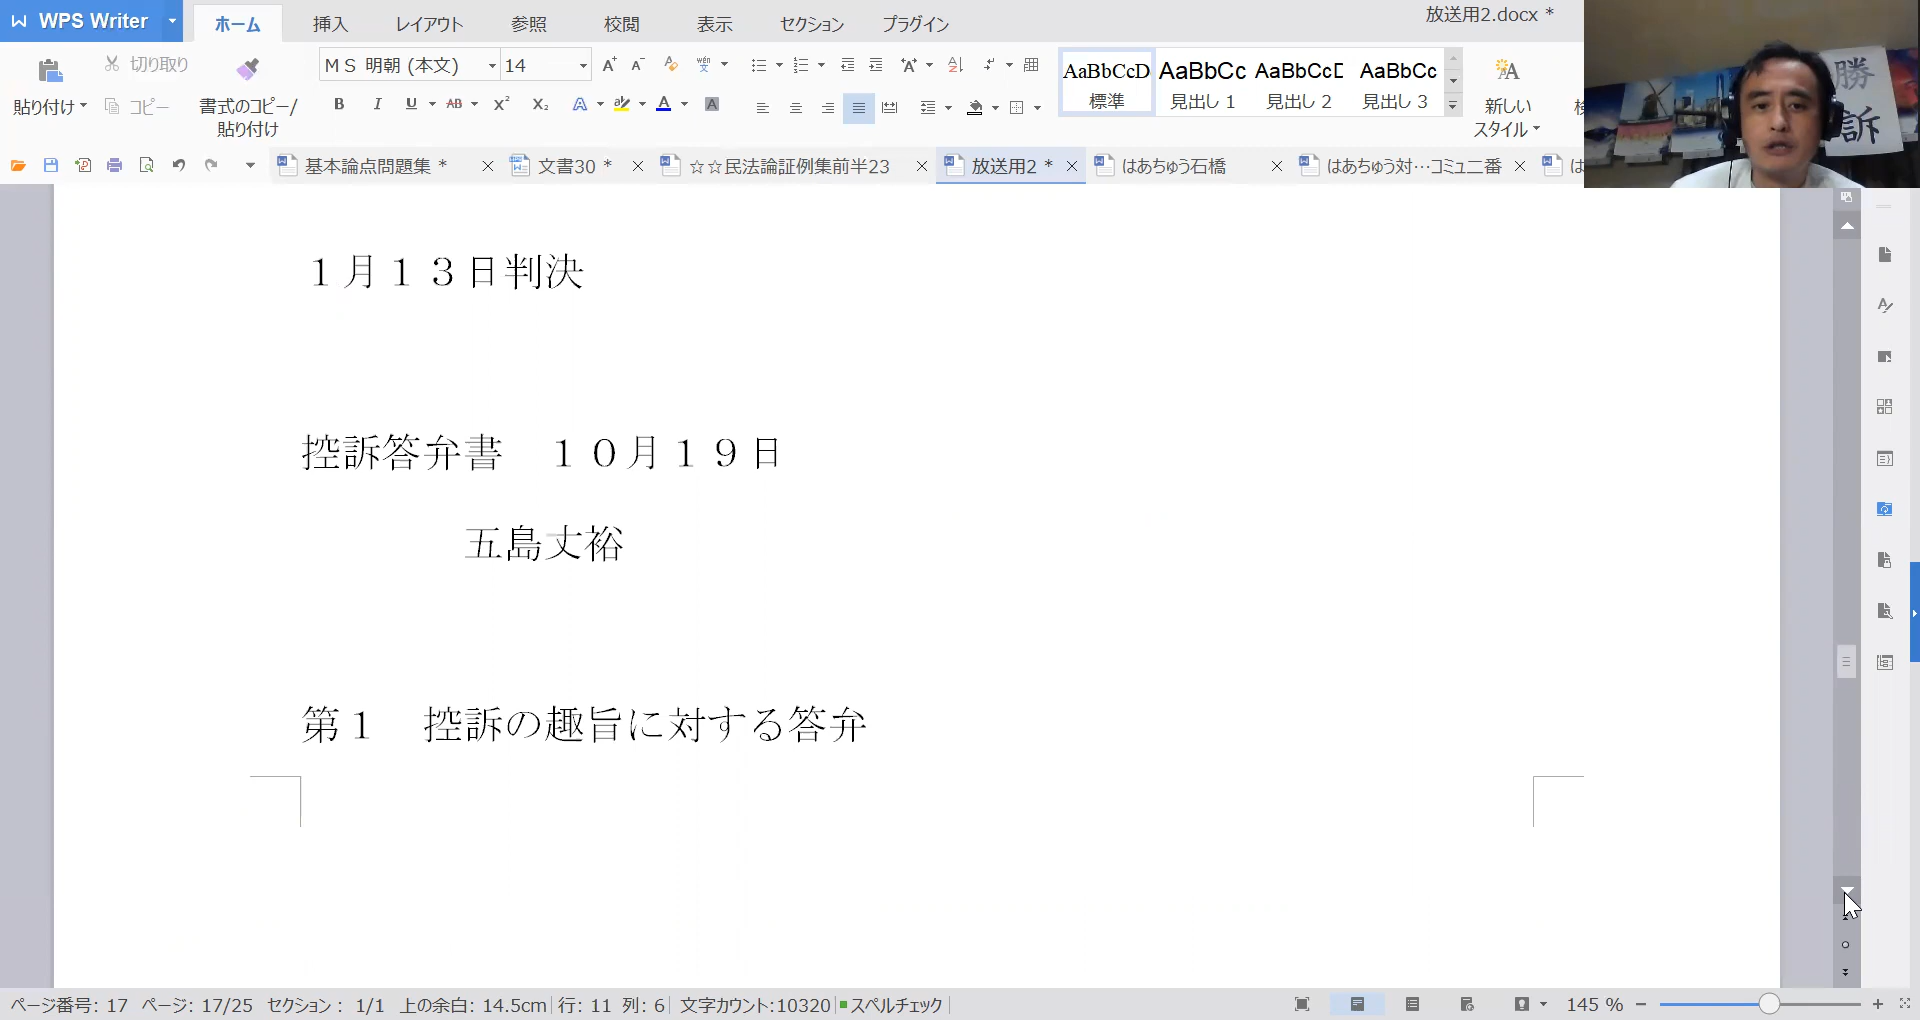 WPS Writer
ホーム
挿入
レイアウト
参照
校閲
表示
セクション
プラグイン
放送用2.docx *
貼り付け
切り取り
コピー
書式のコピー/
貼り付け
ＭＳ 明朝 (本文)
14
AaBbCcD
標準
AaBbCc
見出し 1
AaBbCcD
見出し 2
AaBbCc
見出し 3
新しい
スタイル
勝
訴
基本論点問題集 *
文書30 *
☆☆民法論証例集前半23
放送用2 *
はあちゅう石橋
はあちゅう対…コミュ二番
は
１月１３日判決
控訴答弁書　１０月１９日
五島丈裕
第１　控訴の趣旨に対する答弁
ページ番号: 17 ページ: 17/25 セクション： 1/1 上の余白: 14.5cm 行: 11 列: 6 文字カウント:10320 スペルチェック
145 %